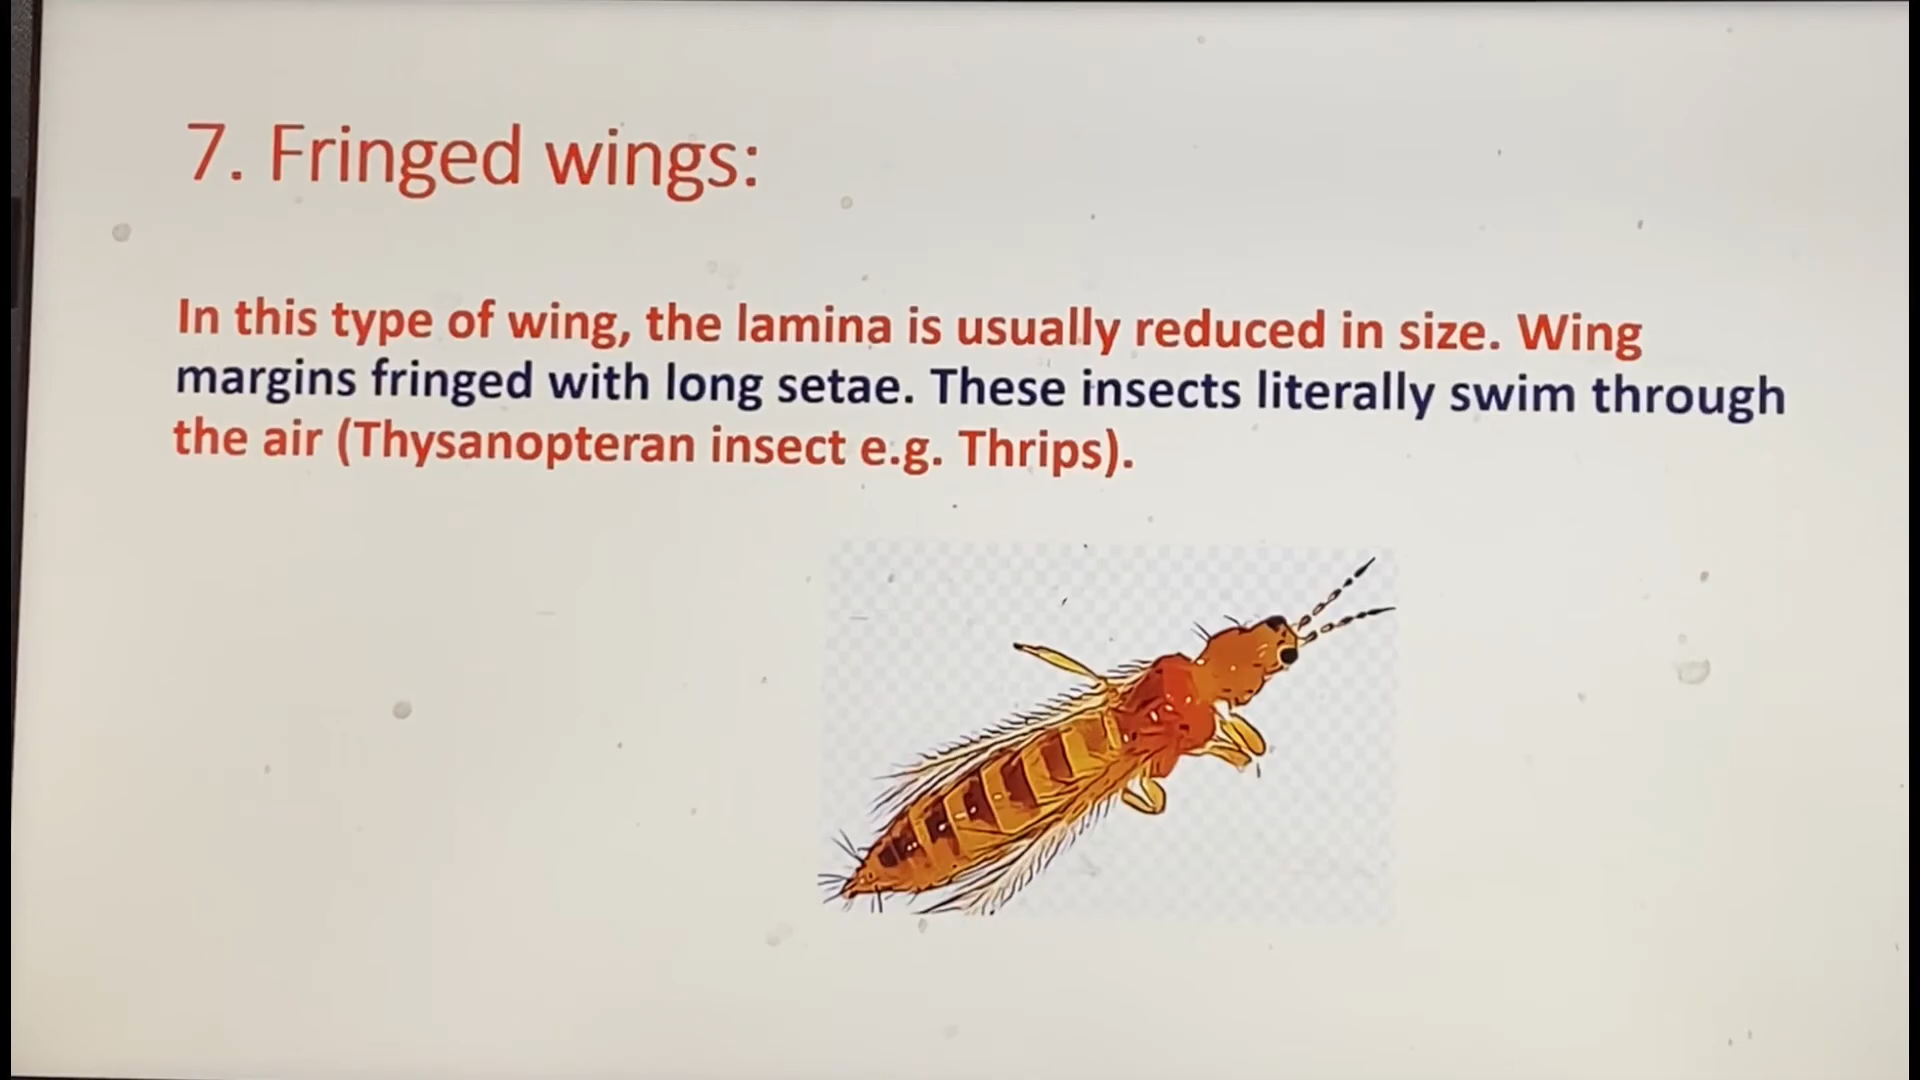 7. Fringed wings:
In this type of wing, the lamina is usually reduced in size. Wing
margins fringed with long setae. These insects literally swim through
the air (Thysanopteran insect e.g. Thrips).